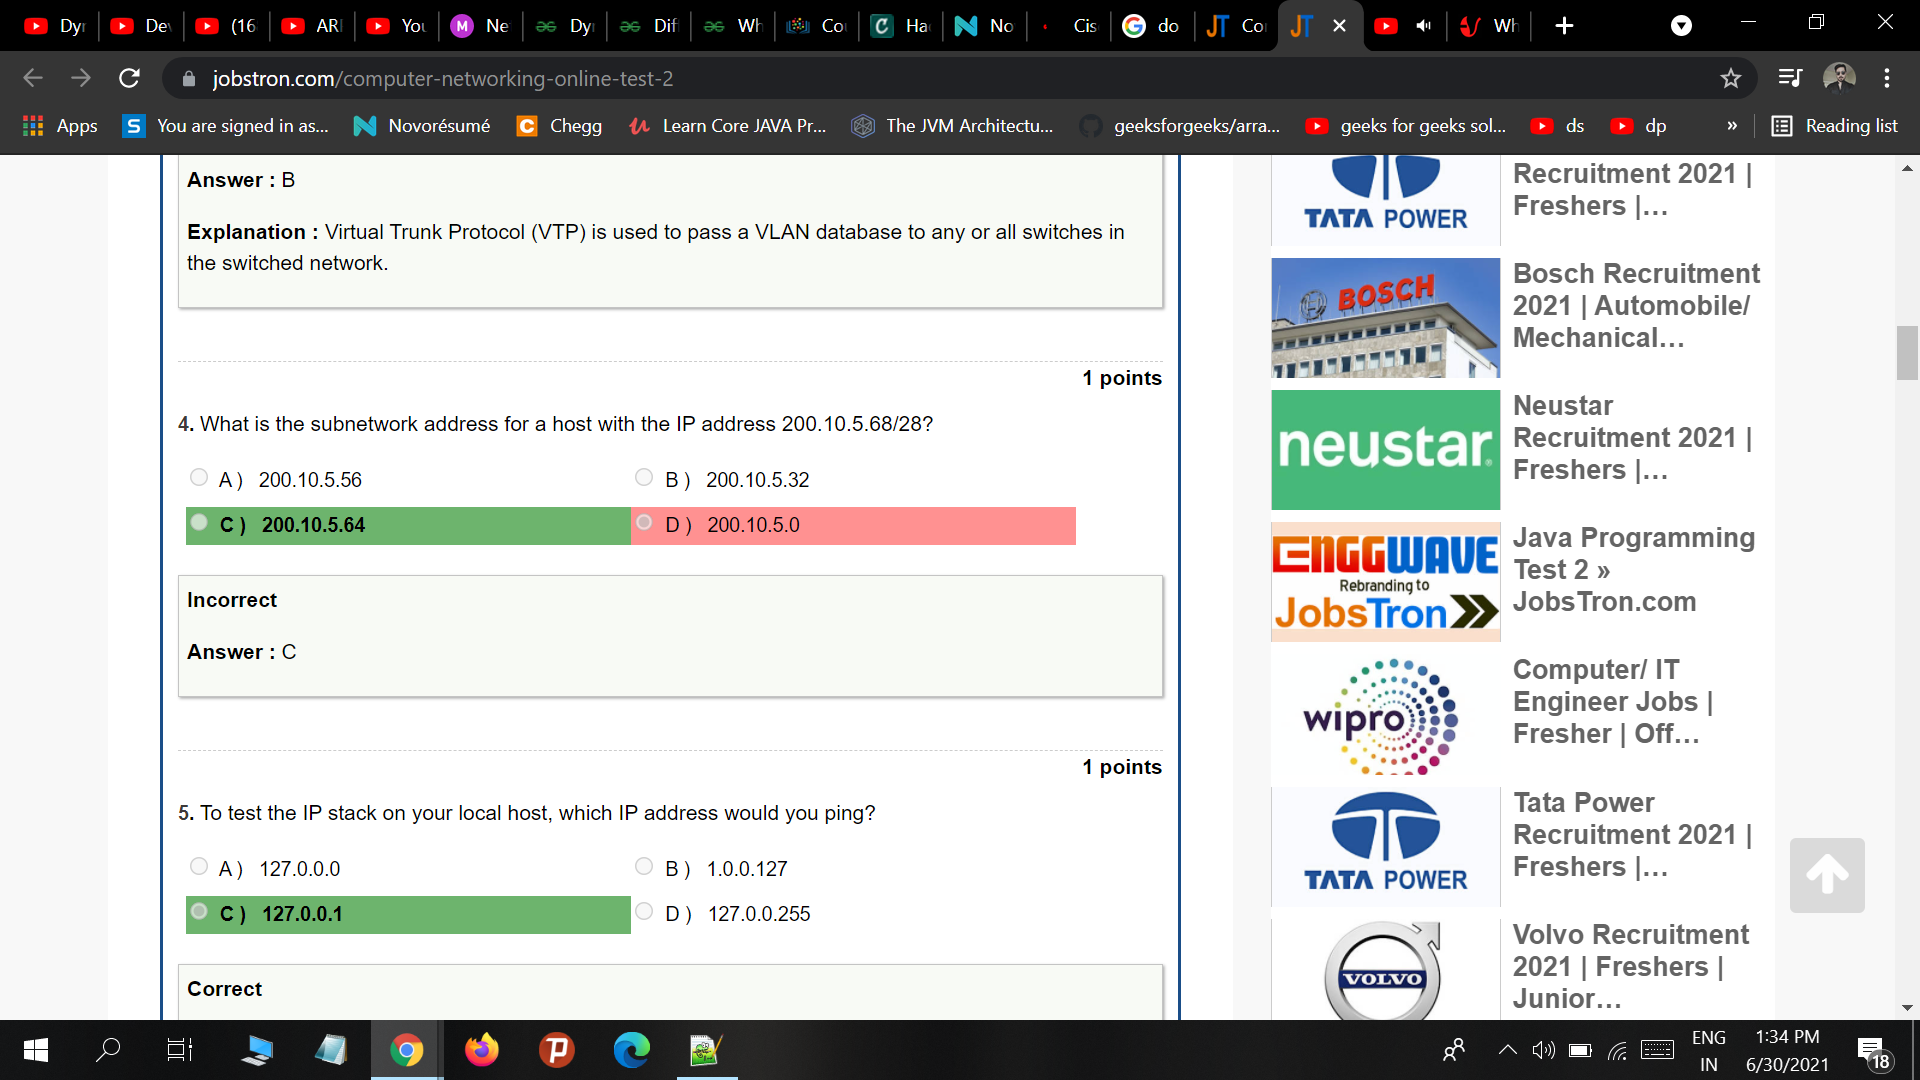 Dyr
Dev
(16
ARI
You
Ne
Dyr
Diff
Wh
Cou
Hac
No
Cis
do
Co
Wh
jobstron.com/computer-networking-online-test-2
Apps
You are signed in as...
Novorésumé
Chegg
Learn Core JAVA Pr...
The JVM Architectu...
geeksforgeeks/arra...
geeks for geeks sol...
ds
dp
»
Reading list
Answer : B
Explanation : Virtual Trunk Protocol (VTP) is used to pass a VLAN database to any or all switches in
the switched network.
1 points
4. What is the subnetwork address for a host with the IP address 200.10.5.68/28?
A ) 200.10.5.56
B ) 200.10.5.32
C ) 200.10.5.64
D ) 200.10.5.0
Incorrect
Answer : C
1 points
5. To test the IP stack on your local host, which IP address would you ping?
A ) 127.0.0.0
B ) 1.0.0.127
C ) 127.0.0.1
D ) 127.0.0.255
Correct
TATA POWER
Recruitment 2021 |
Freshers |...
BOSCH
Bosch Recruitment
2021 | Automobile/
Mechanical...
neustar
Neustar
Recruitment 2021 |
Freshers |...
ENGGWAVE
Rebranding to
JobsTron
Java Programming
Test 2 »
JobsTron.com
wipro
Computer/ IT
Engineer Jobs |
Fresher | Off...
TATA POWER
Tata Power
Recruitment 2021 |
Freshers |...
VOLVO
Volvo Recruitment
2021 | Freshers |
Junior...
ENG
IN
1:34 PM
6/30/2021
18